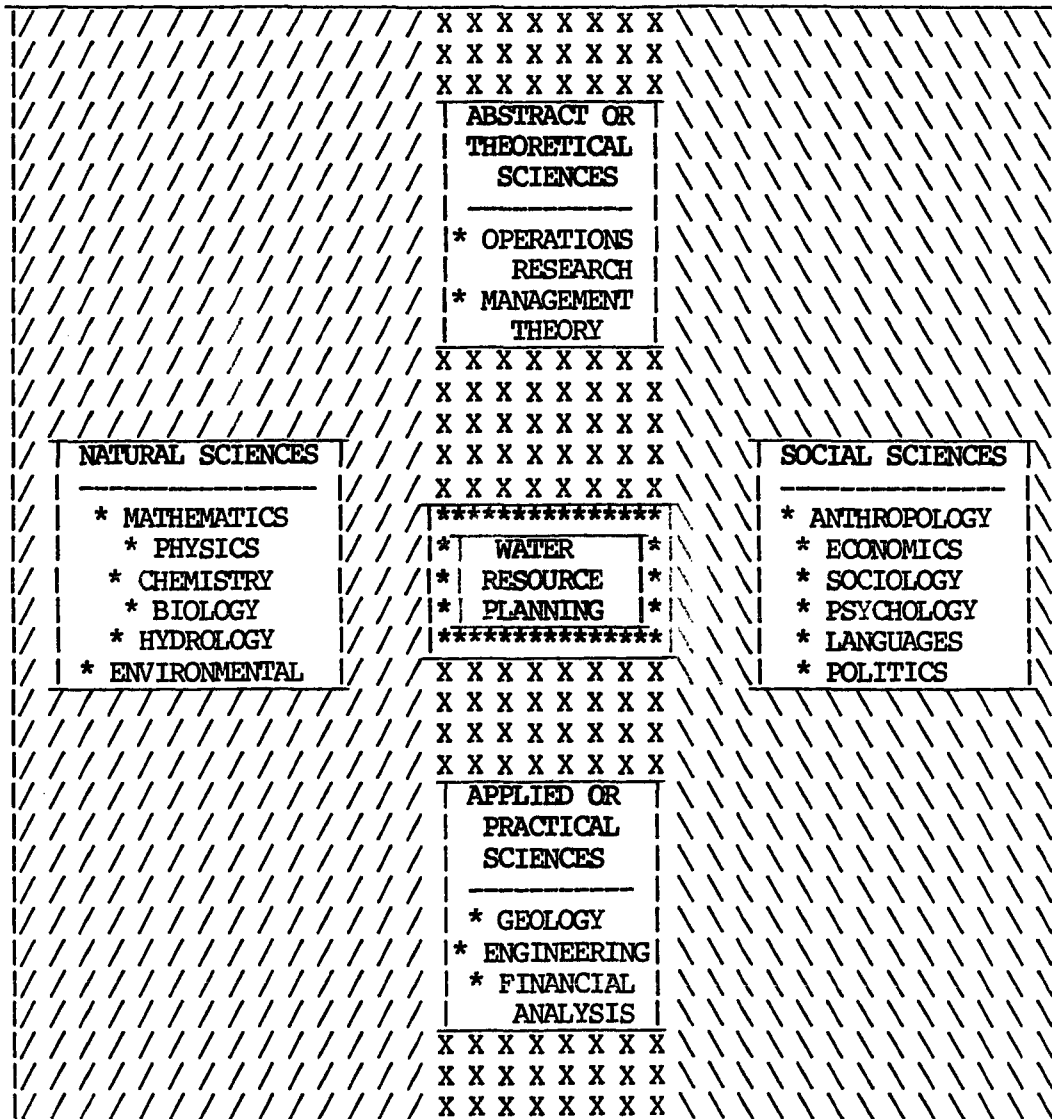 ABSTRACT OR
THEORETICAL
SCIENCES
* OPERATIONS
RESEARCH
* MANAGEMENT
THEORY
NATURAL SCIENCES
* MATHEMATICS
* PHYSICS
* CHEMISTRY
* BIOLOGY
* HYDROLOGY
* ENVIRONMENTAL
WATER
RESOURCE
PLANNING
SOCIAL SCIENCES
* ANTHROPOLOGY
* ECONOMICS
* SOCIOLOGY
* PSYCHOLOGY
* LANGUAGES
* POLITICS
APPLIED OR
PRACTICAL
SCIENCES
* GEOLOGY
* ENGINEERING
* FINANCIAL
ANALYSIS